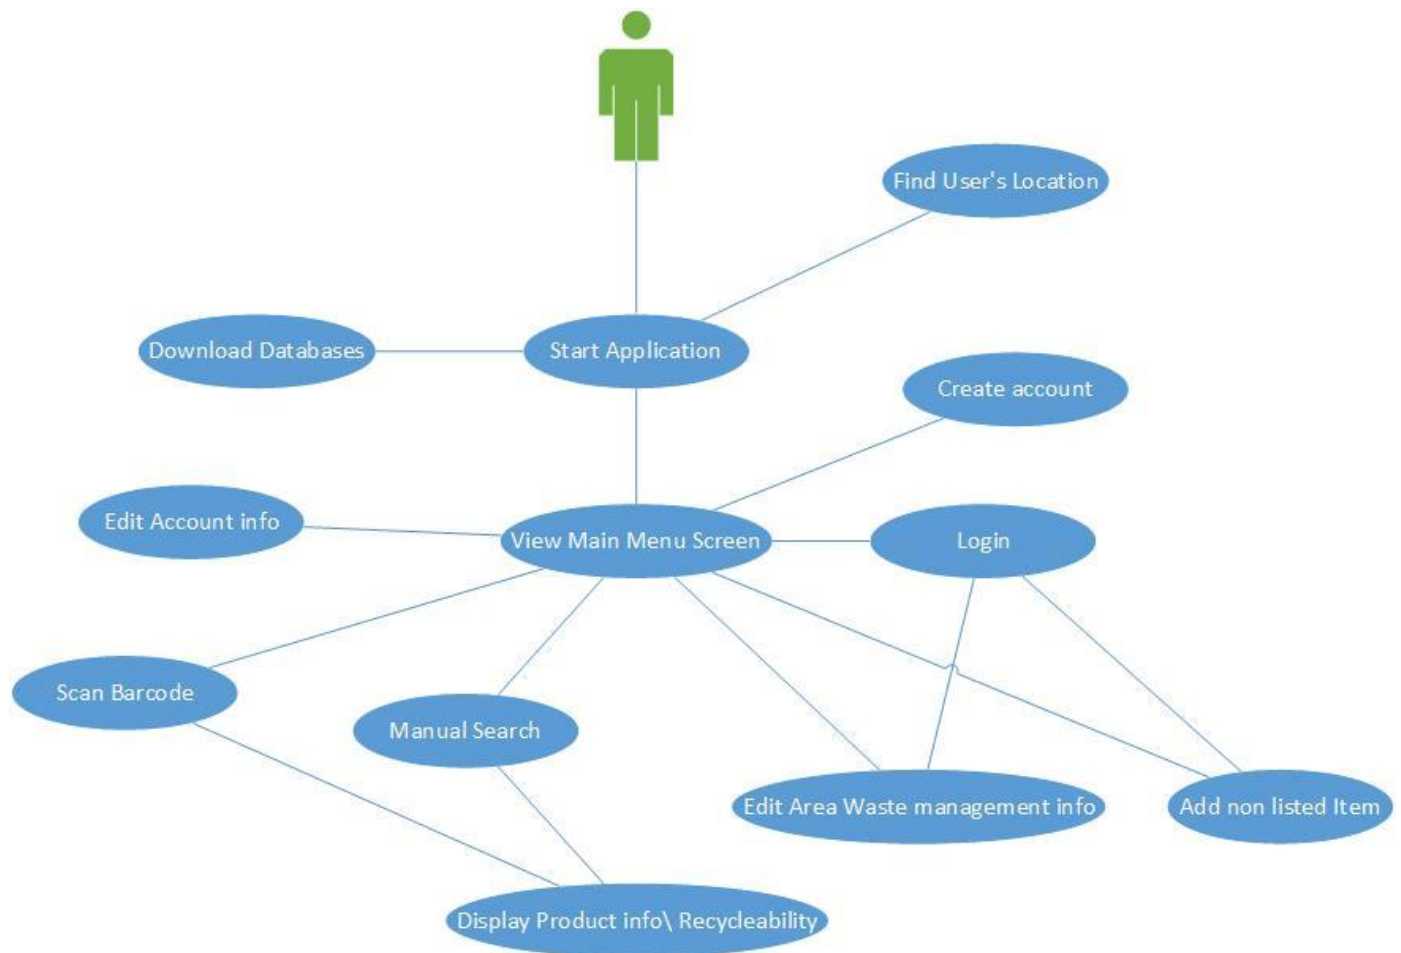 Find User's Location
Download Databases
Start Application
Create account
Edit Account info
View Main Menu Screen
Login
Scan Barcode
Manual Search
Edit Area Waste management info
Add non listed Item
Display Product info\ Recycleability